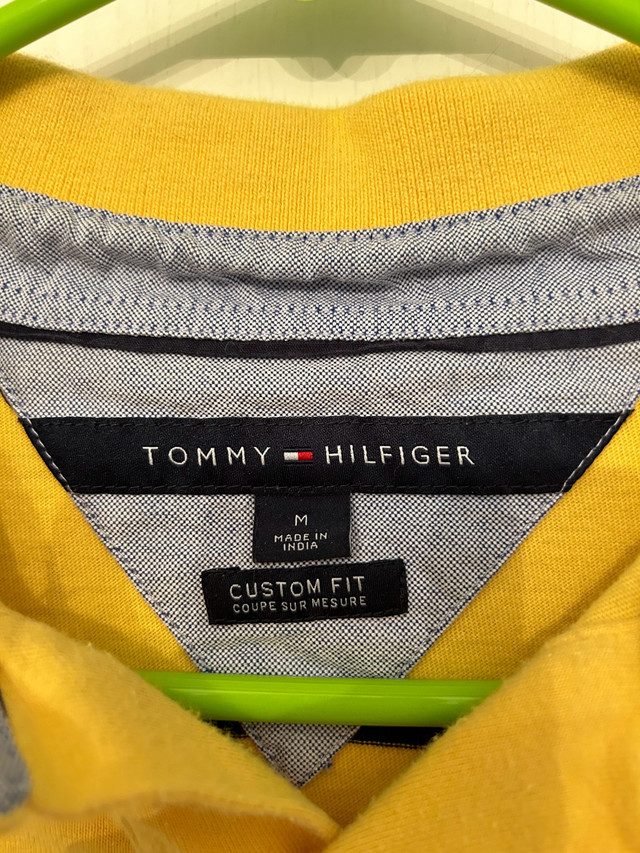 TOMMY HILFIGER
M
MADE IN
INDIA
CUSTOM FIT
COUPE SUR MESURE